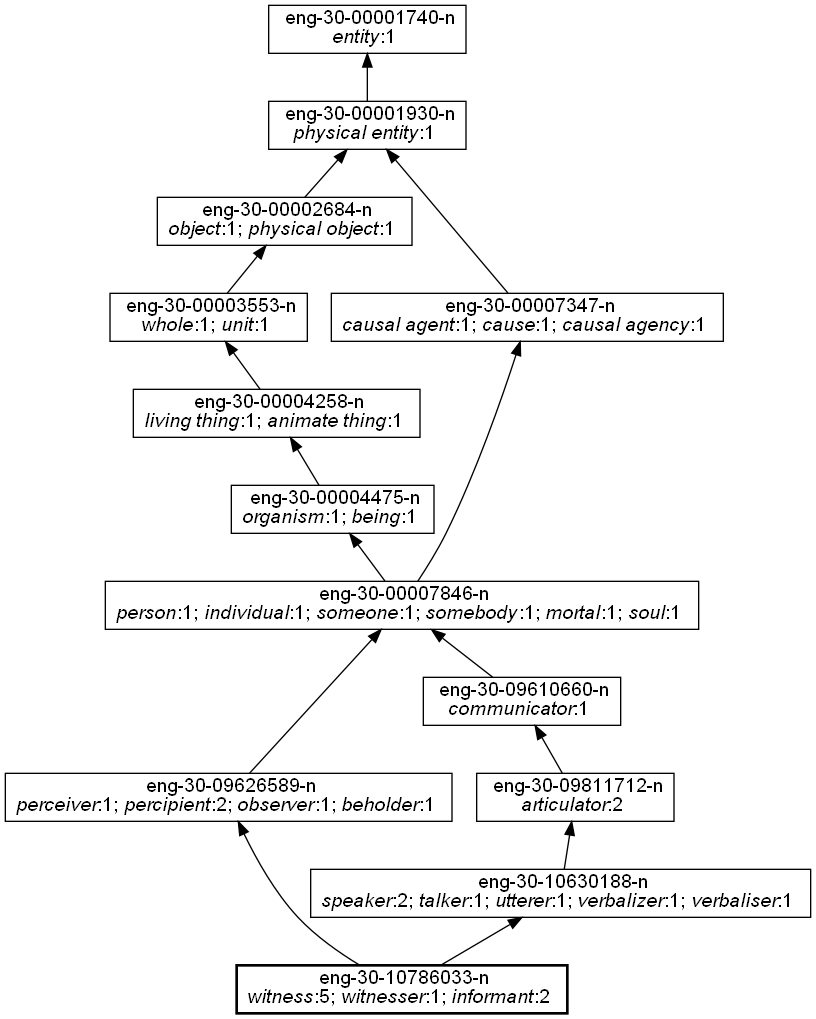 eng-30-00001740-n
entity:1
eng-30-00001930-n
physical entity:1
eng-30-00002684-n
object:1; physical object:1
eng-30-00003553-n
whole:1; unit:1
eng-30-00007347-n
causal agent:1; cause:1; causal agency:1
eng-30-00004258-n
living thing:1; animate thing:1
eng-30-00004475-n
organism:1; being:1
eng-30-00007846-n
person:1; individual:1; someone:1; somebody:1; mortal:1; soul:1
eng-30-09610660-n
communicator:1
eng-30-09626589-n
perceiver:1; percipient:2; observer:1; beholder:1
eng-30-09811712-n
articulator:2
eng-30-10630188-n
speaker:2; talker:1; utterer:1; verbalizer:1; verbaliser:1
eng-30-10786033-n
witness:5; witnesser:1; informant:2